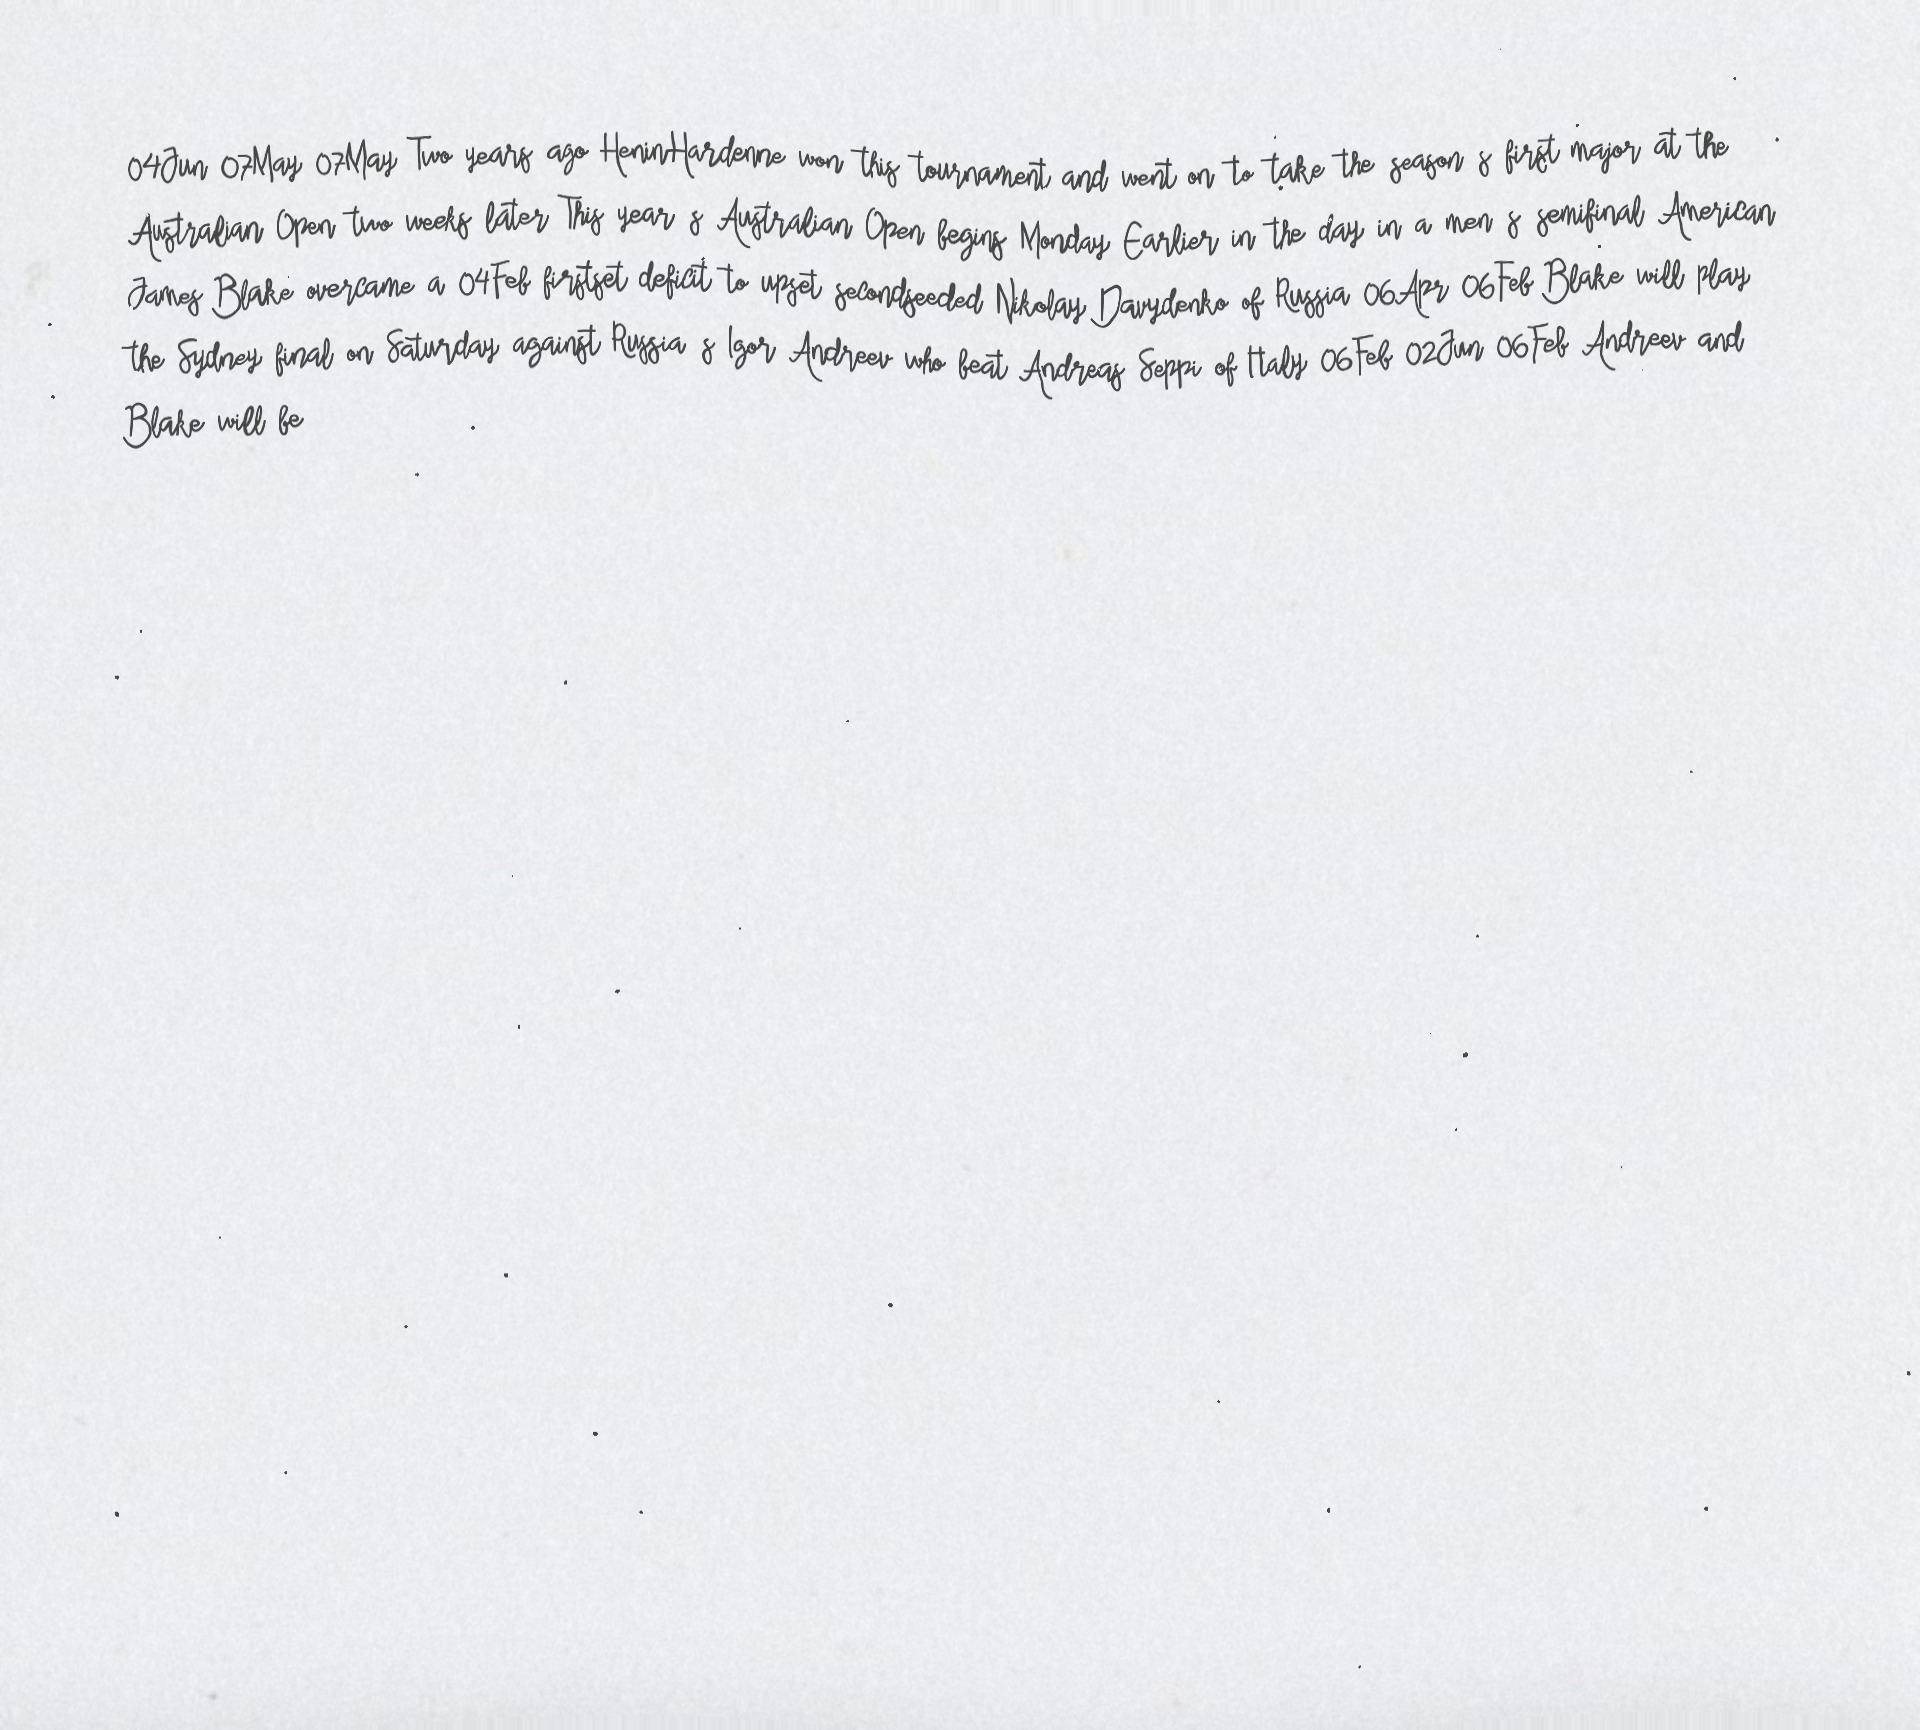 04Jun 07May 07May Two years ago HeninHardenne won this tournament and went on to take the season s first major at the
Australian Open two weeks later This year s Australian Open begins Monday Earlier in the day in a men s semifinal American
James Blake overcame a 04Feb firstset deficit to upset secondseeded Nikolay Davydenko of Russia 06Apr 06Feb Blake will play
the Sydney final on Saturday against Russia s Igor Andreev who beat Andreas Seppi of Italy 06Feb 02Jun 06Feb Andreev and
Blake will be